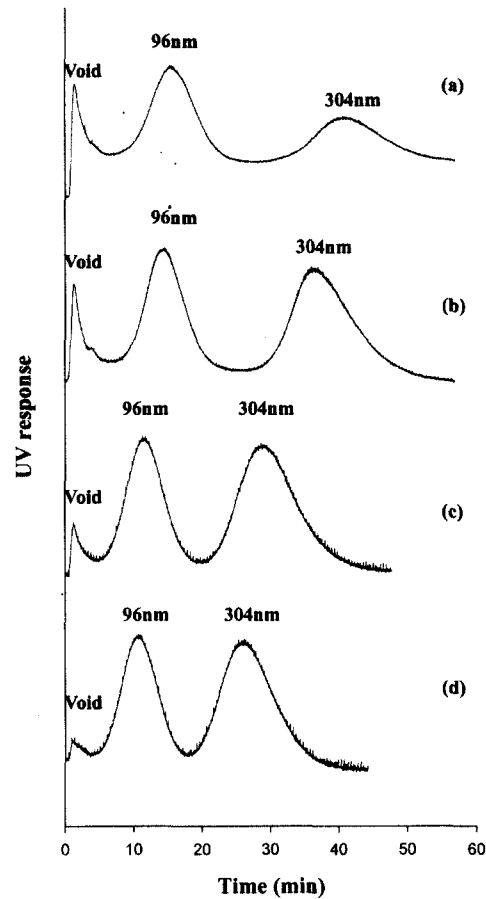 96nm
Void
304nm
(a)
96nm
Void
304nm
(b)
96nm
304nm
Void
(c)
96nm
304nm
Void
(d)
UV response
0 10 20 30 40 50 60
Time (min)